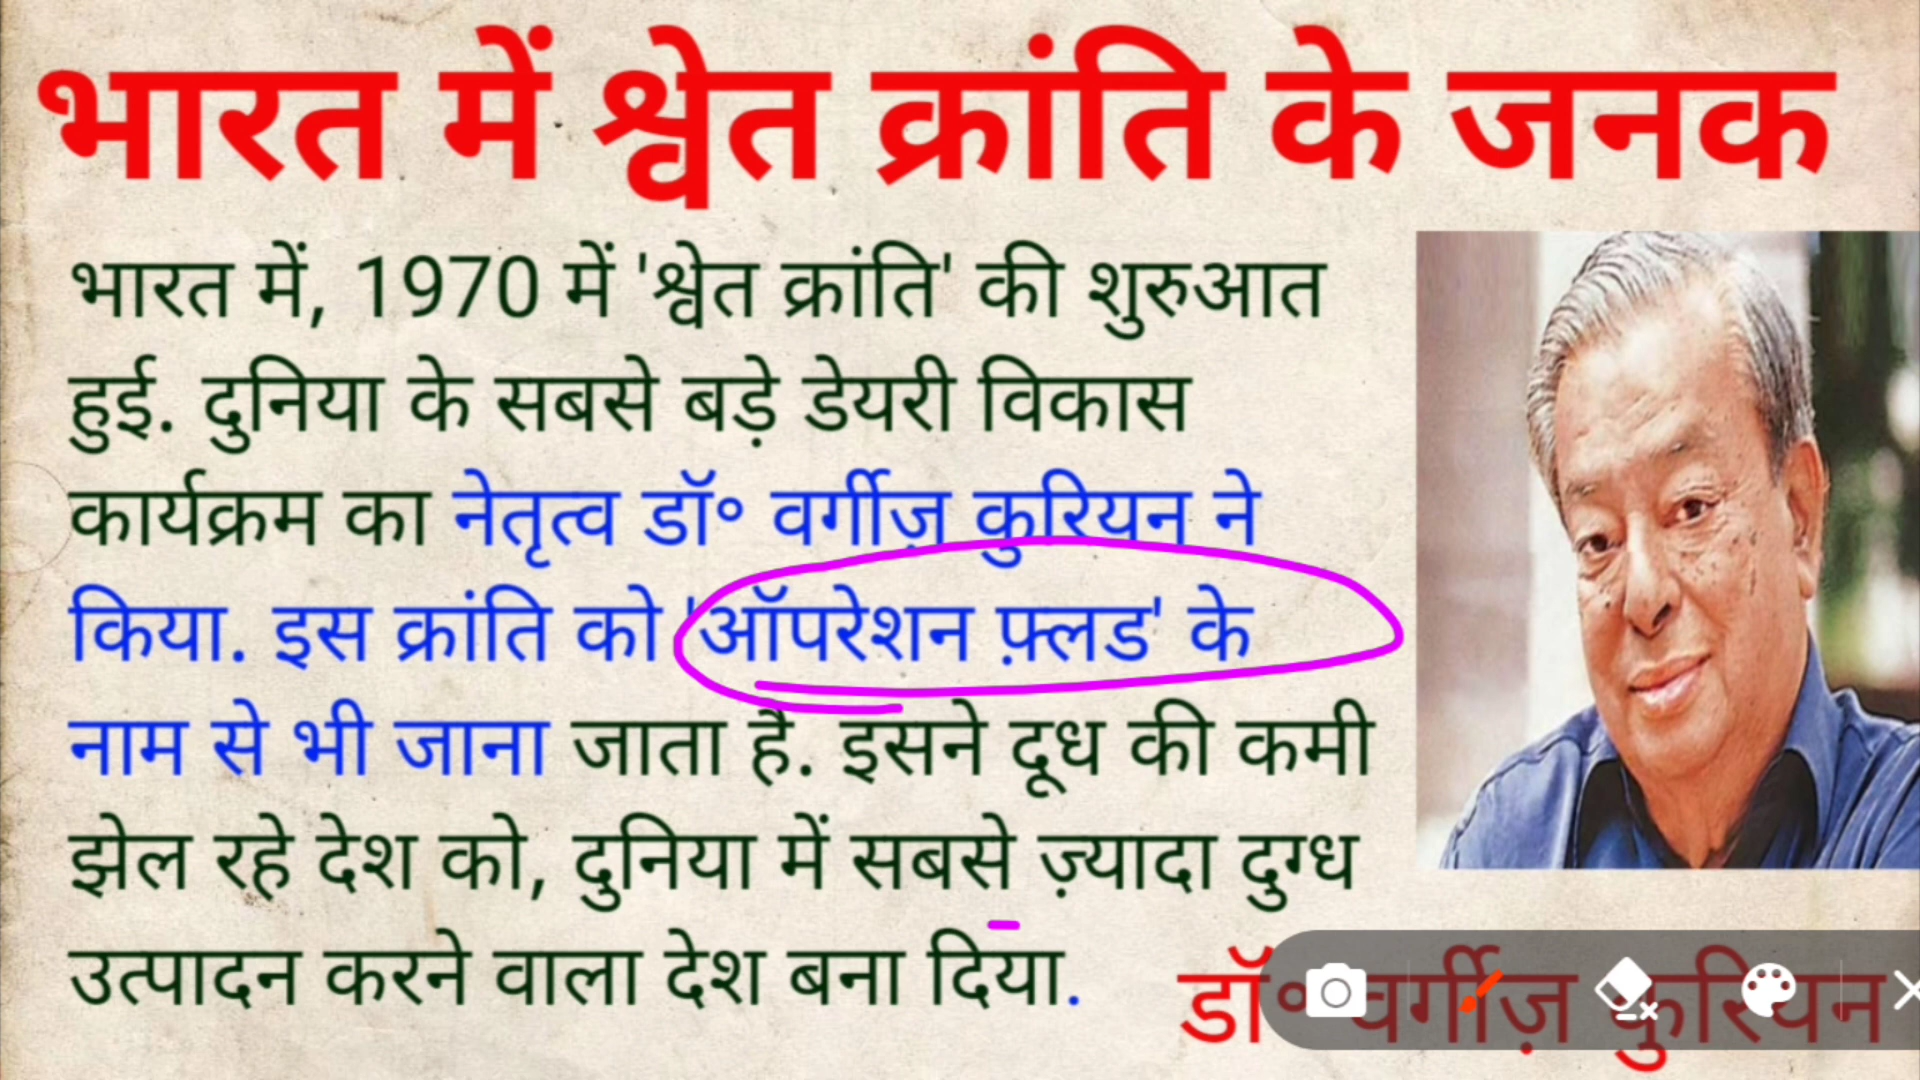 भारत में श्वेत क्रांति के जनक
भारत में, 1970 में 'श्वेत क्रांति' की शुरुआत
हुई. दुनिया के सबसे बड़े डेयरी विकास
कार्यक्रम का नेतृत्व डॉ॰ वर्गीज़ कुरियन ने
किया. इस क्रांति को 'ऑपरेशन फ़्लड' के
नाम से भी जाना जाता है. इसने दूध की कमी
झेल रहे देश को, दुनिया में सबसे ज़्यादा दुग्ध
उत्पादन करने वाला देश बना दिया.
डॉ॰ वर्गीज़ कुरियन